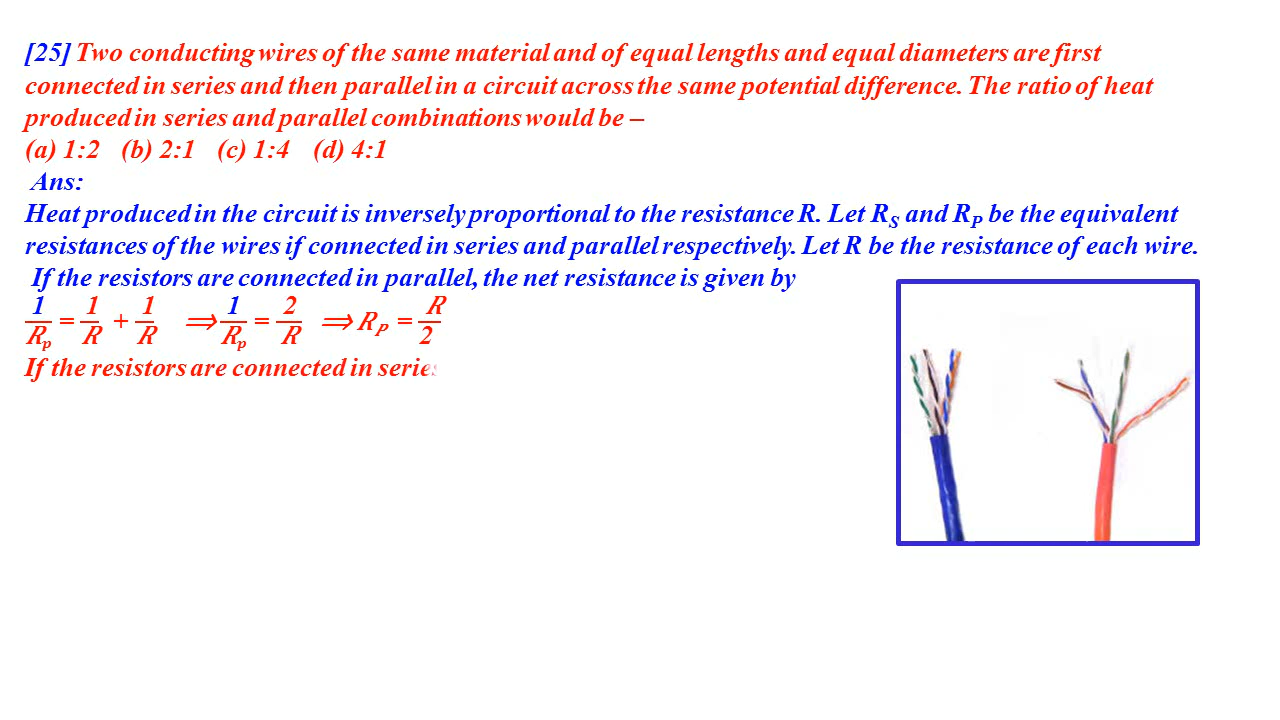 [25] Two conducting wires of the same material and of equal lengths and equal diameters are first
connected in series and then parallel in a circuit across the same potential difference. The ratio of heat
produced in series and parallel combinations would be –
(a) 1:2 (b) 2:1 (c) 1:4 (d) 4:1
Ans:
Heat produced in the circuit is inversely proportional to the resistance R. Let R_S and R_P be the equivalent
resistances of the wires if connected in series and parallel respectively. Let R be the resistance of each wire.
If the resistors are connected in parallel, the net resistance is given by
1/R_p = 1/R + 1/R ⟹ 1/R_p = 2/R ⟹ R_P = R/2
If the resistors are connected in series